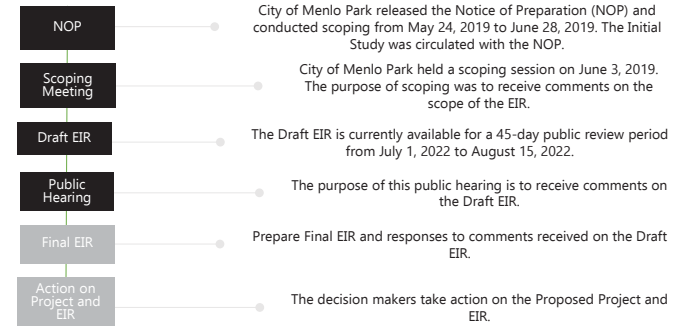 NOP
City of Menlo Park released the Notice of Preparation (NOP) and
conducted scoping from May 24, 2019 to June 28, 2019. The Initial
Study was circulated with the NOP.
Scoping
Meeting
City of Menlo Park held a scoping session on June 3, 2019.
The purpose of scoping was to receive comments on the
scope of the EIR.
Draft EIR
The Draft EIR is currently available for a 45-day public review period
from July 1, 2022 to August 15, 2022.
Public
Hearing
The purpose of this public hearing is to receive comments on
the Draft EIR.
Final EIR
Prepare Final EIR and responses to comments received on the Draft
EIR.
Action on
Project and
EIR
The decision makers take action on the Proposed Project and
EIR.